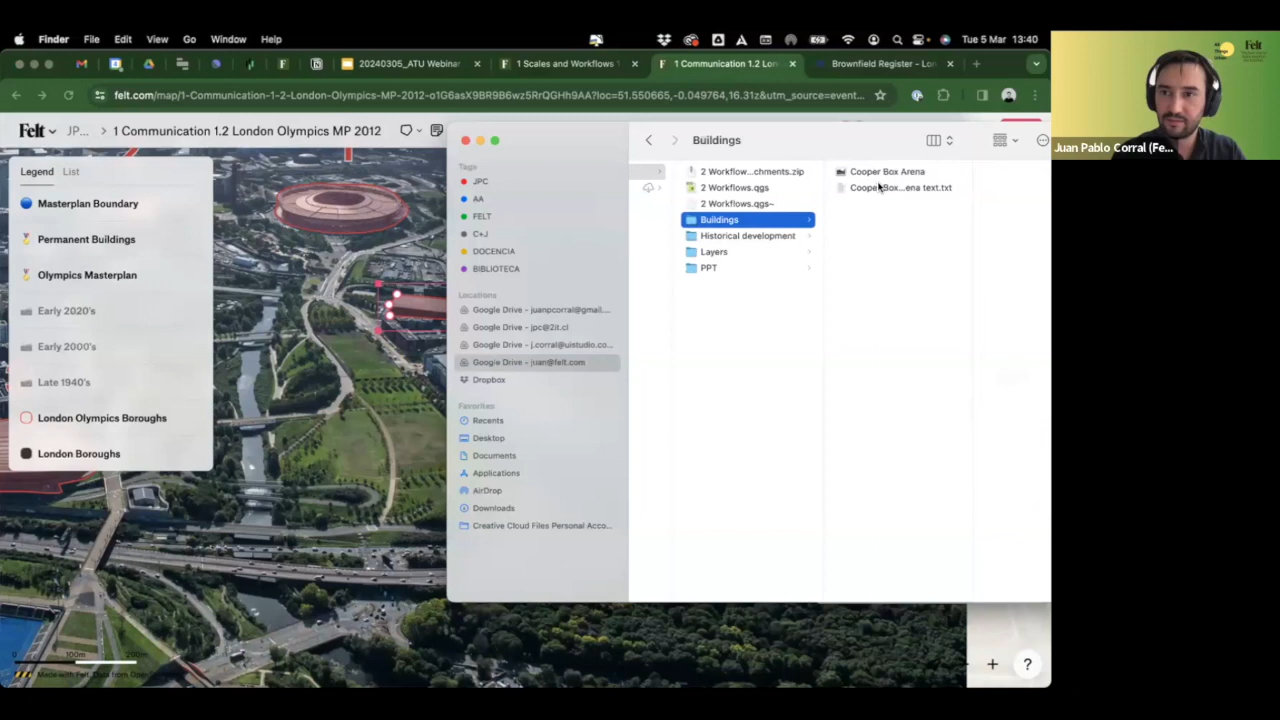 Finder File Edit View Go Window Help
Tue 5 Mar 13:40
20240305_ATU Webina
1 Scales and Workflows
1 Communication 1.2 Lo
Brownfield Register - Lo
felt.com/map/1-Communication-1-2-London-Olympics-MP-2012-o1G6asX9BR9B6wz5RrQGHh9AA?loc=51.550665,-0.049764,16.31z&utm_source=event...
Felt JP... > 1 Communication 1.2 London Olympics MP 2012
Legend List
Masterplan Boundary
Permanent Buildings
Olympics Masterplan
Early 2020's
Early 2000's
Late 1940's
London Olympics Boroughs
London Boroughs
100m
Buildings
Tags
JPC
AA
FELT
C+J
DOCENCIA
BIBLIOTECA
Locations
Google Drive - juanpcorral@gmail....
Google Drive - jpc@2it.cl
Google Drive - j.corral@uistudio.co...
Google Drive - juan@felt.com
Dropbox
Favorites
Recents
Desktop
Documents
Applications
AirDrop
Downloads
Creative Cloud Files Personal Acco...
2 Workflow...chments.zip
2 Workflows.qgs
2 Workflows.qgs~
Buildings
Historical development
Layers
PPT
Cooper Box Arena
Cooper Box...ena text.txt
Felt
Juan Pablo Corral (Fe...